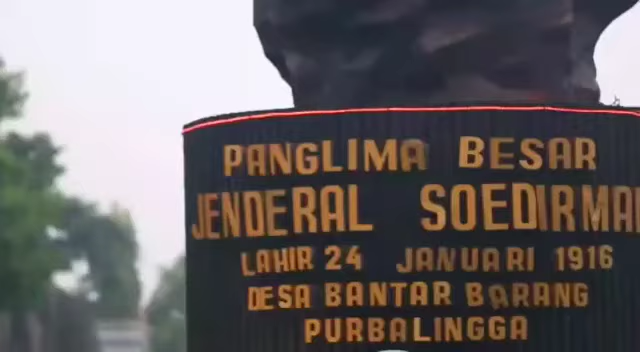 PANGLIMA BESAR
JENDERAL SOEDIRMAN
LAHIR 24 JANUARI 1916
DESA BANTAR BARANG
PURBALINGGA